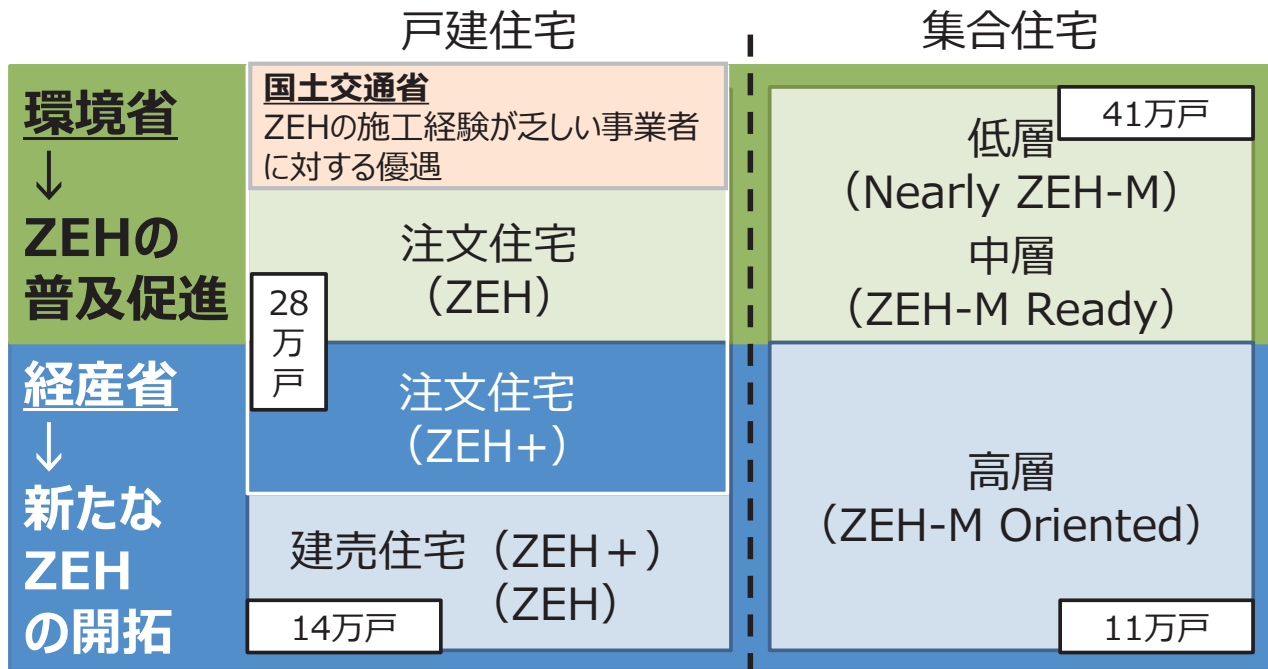 戸建住宅
集合住宅
環境省
↓
ZEHの
普及促進
国土交通省
ZEHの施工経験が乏しい事業者
に対する優遇
注文住宅
(ZEH)
28
万
戸
41万戸
低層
(Nearly ZEH-M)
中層
(ZEH-M Ready)
経産省
↓
新たな
ZEH
の開拓
注文住宅
(ZEH+)
建売住宅(ZEH+)
(ZEH)
14万戸
高層
(ZEH-M Oriented)
11万戸